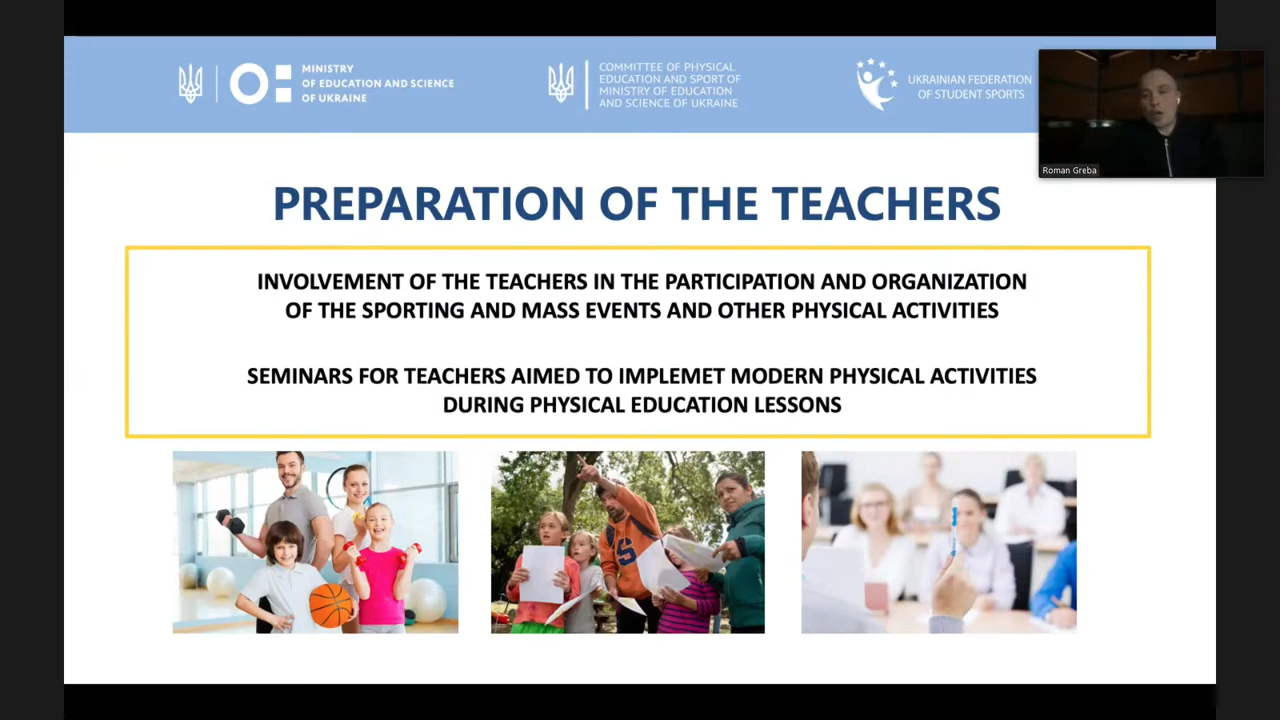 MINISTRY
OF EDUCATION AND SCIENCE
OF UKRAINE
COMMITTEE OF PHYSICAL
EDUCATION AND SPORT OF
MINISTRY OF EDUCATION
AND SCIENCE OF UKRAINE
UKRAINIAN FEDERATION
OF STUDENT SPORTS
Roman Greba
PREPARATION OF THE TEACHERS
INVOLVEMENT OF THE TEACHERS IN THE PARTICIPATION AND ORGANIZATION
OF THE SPORTING AND MASS EVENTS AND OTHER PHYSICAL ACTIVITIES
SEMINARS FOR TEACHERS AIMED TO IMPLEMET MODERN PHYSICAL ACTIVITIES
DURING PHYSICAL EDUCATION LESSONS
S